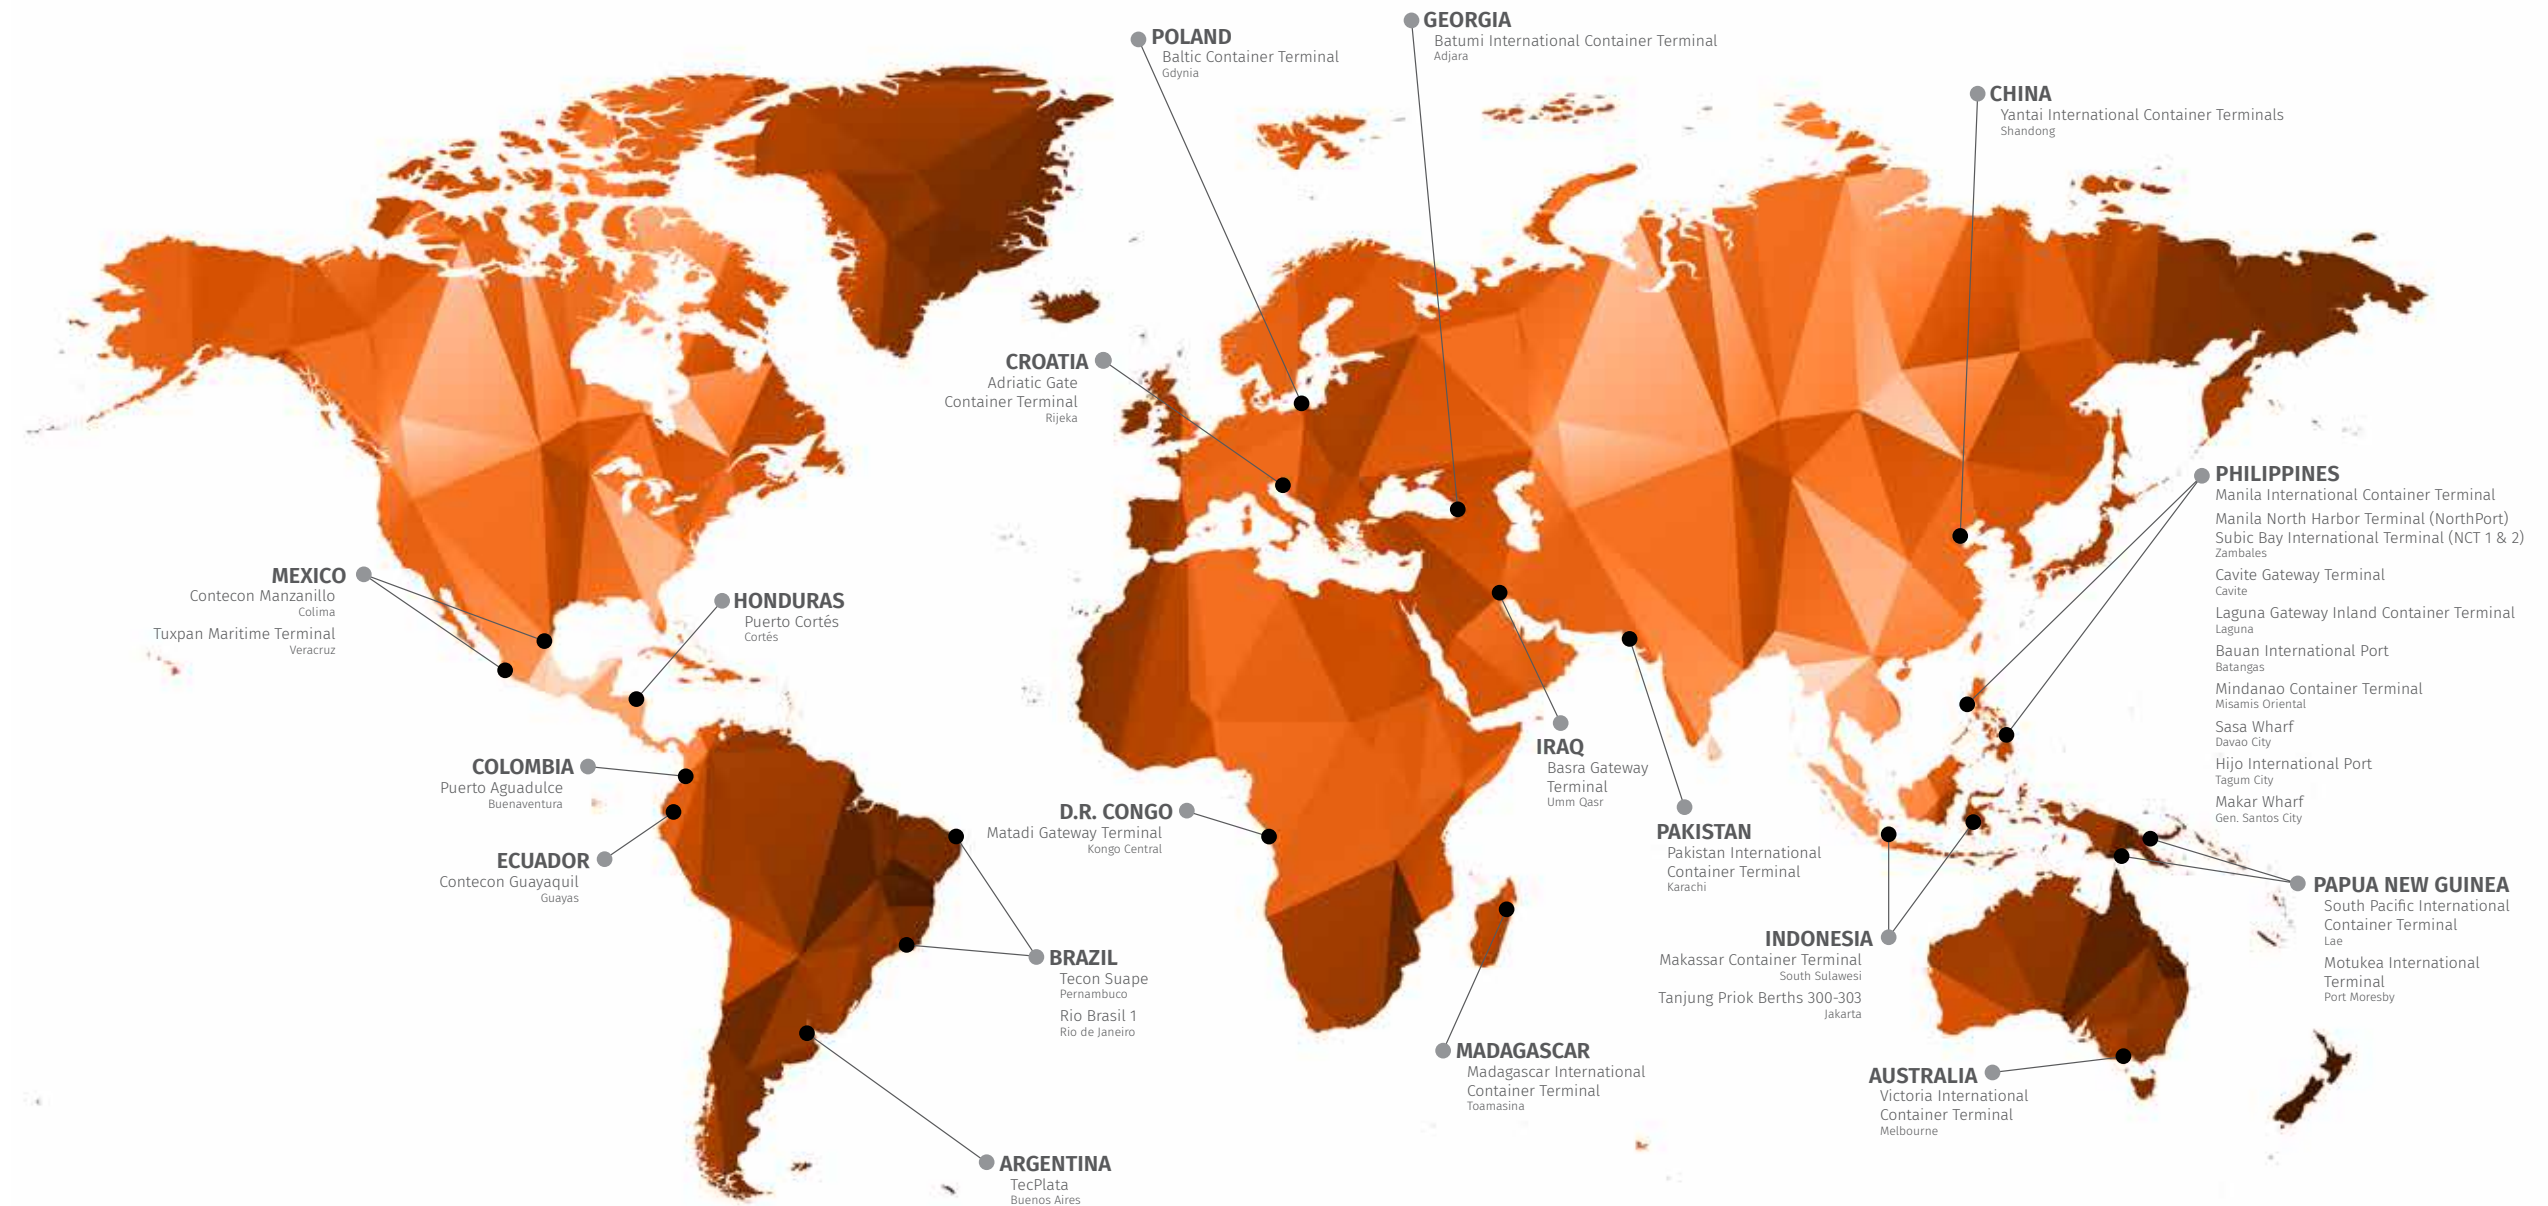 POLAND
Baltic Container Terminal
Gdynia
GEORGIA
Batumi International Container Terminal
Adjara
CHINA
Yantai International Container Terminals
Shandong
CROATIA
Adriatic Gate
Container Terminal
Rijeka
PHILIPPINES
Manila International Container Terminal
Manila North Harbor Terminal (NorthPort)
Subic Bay International Terminal (NCT 1 & 2)
Zambales
Cavite Gateway Terminal
Cavite
Laguna Gateway Inland Container Terminal
Laguna
Bauan International Port
Batangas
Mindanao Container Terminal
Misamis Oriental
Sasa Wharf
Davao City
Hijo International Port
Tagum City
Makar Wharf
Gen. Santos City
MEXICO
Contecon Manzanillo
Colima
Tuxpan Maritime Terminal
Veracruz
HONDURAS
Puerto Cortés
Cortés
COLOMBIA
Puerto Aguadulce
Buenaventura
ECUADOR
Contecon Guayaquil
Guayas
D.R. CONGO
Matadi Gateway Terminal
Kongo Central
IRAQ
Basra Gateway
Terminal
Umm Qasr
PAKISTAN
Pakistan International
Container Terminal
Karachi
BRAZIL
Tecon Suape
Pernambuco
Rio Brasil 1
Rio de Janeiro
INDONESIA
Makassar Container Terminal
South Sulawesi
Tanjung Priok Berths 300-303
Jakarta
PAPUA NEW GUINEA
South Pacific International
Container Terminal
Lae
Motukea International
Terminal
Port Moresby
MADAGASCAR
Madagascar International
Container Terminal
Toamasina
AUSTRALIA
Victoria International
Container Terminal
Melbourne
ARGENTINA
TecPlata
Buenos Aires